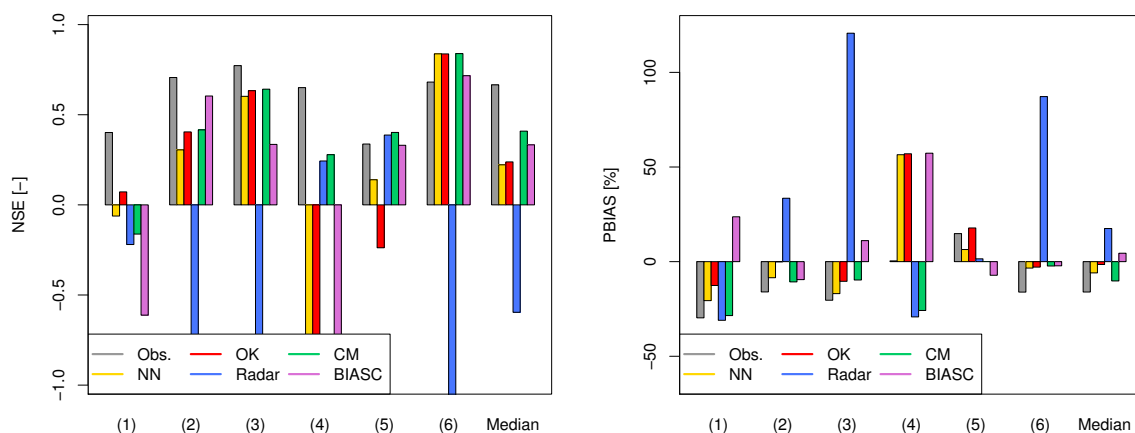 1.0
0.5
0.0
−0.5
−1.0
NSE [−]
Obs. OK CM
NN Radar BIASC
(1) (2) (3) (4) (5) (6) Median
100
50
0
−50
PBIAS [%]
Obs. OK CM
NN Radar BIASC
(1) (2) (3) (4) (5) (6) Median